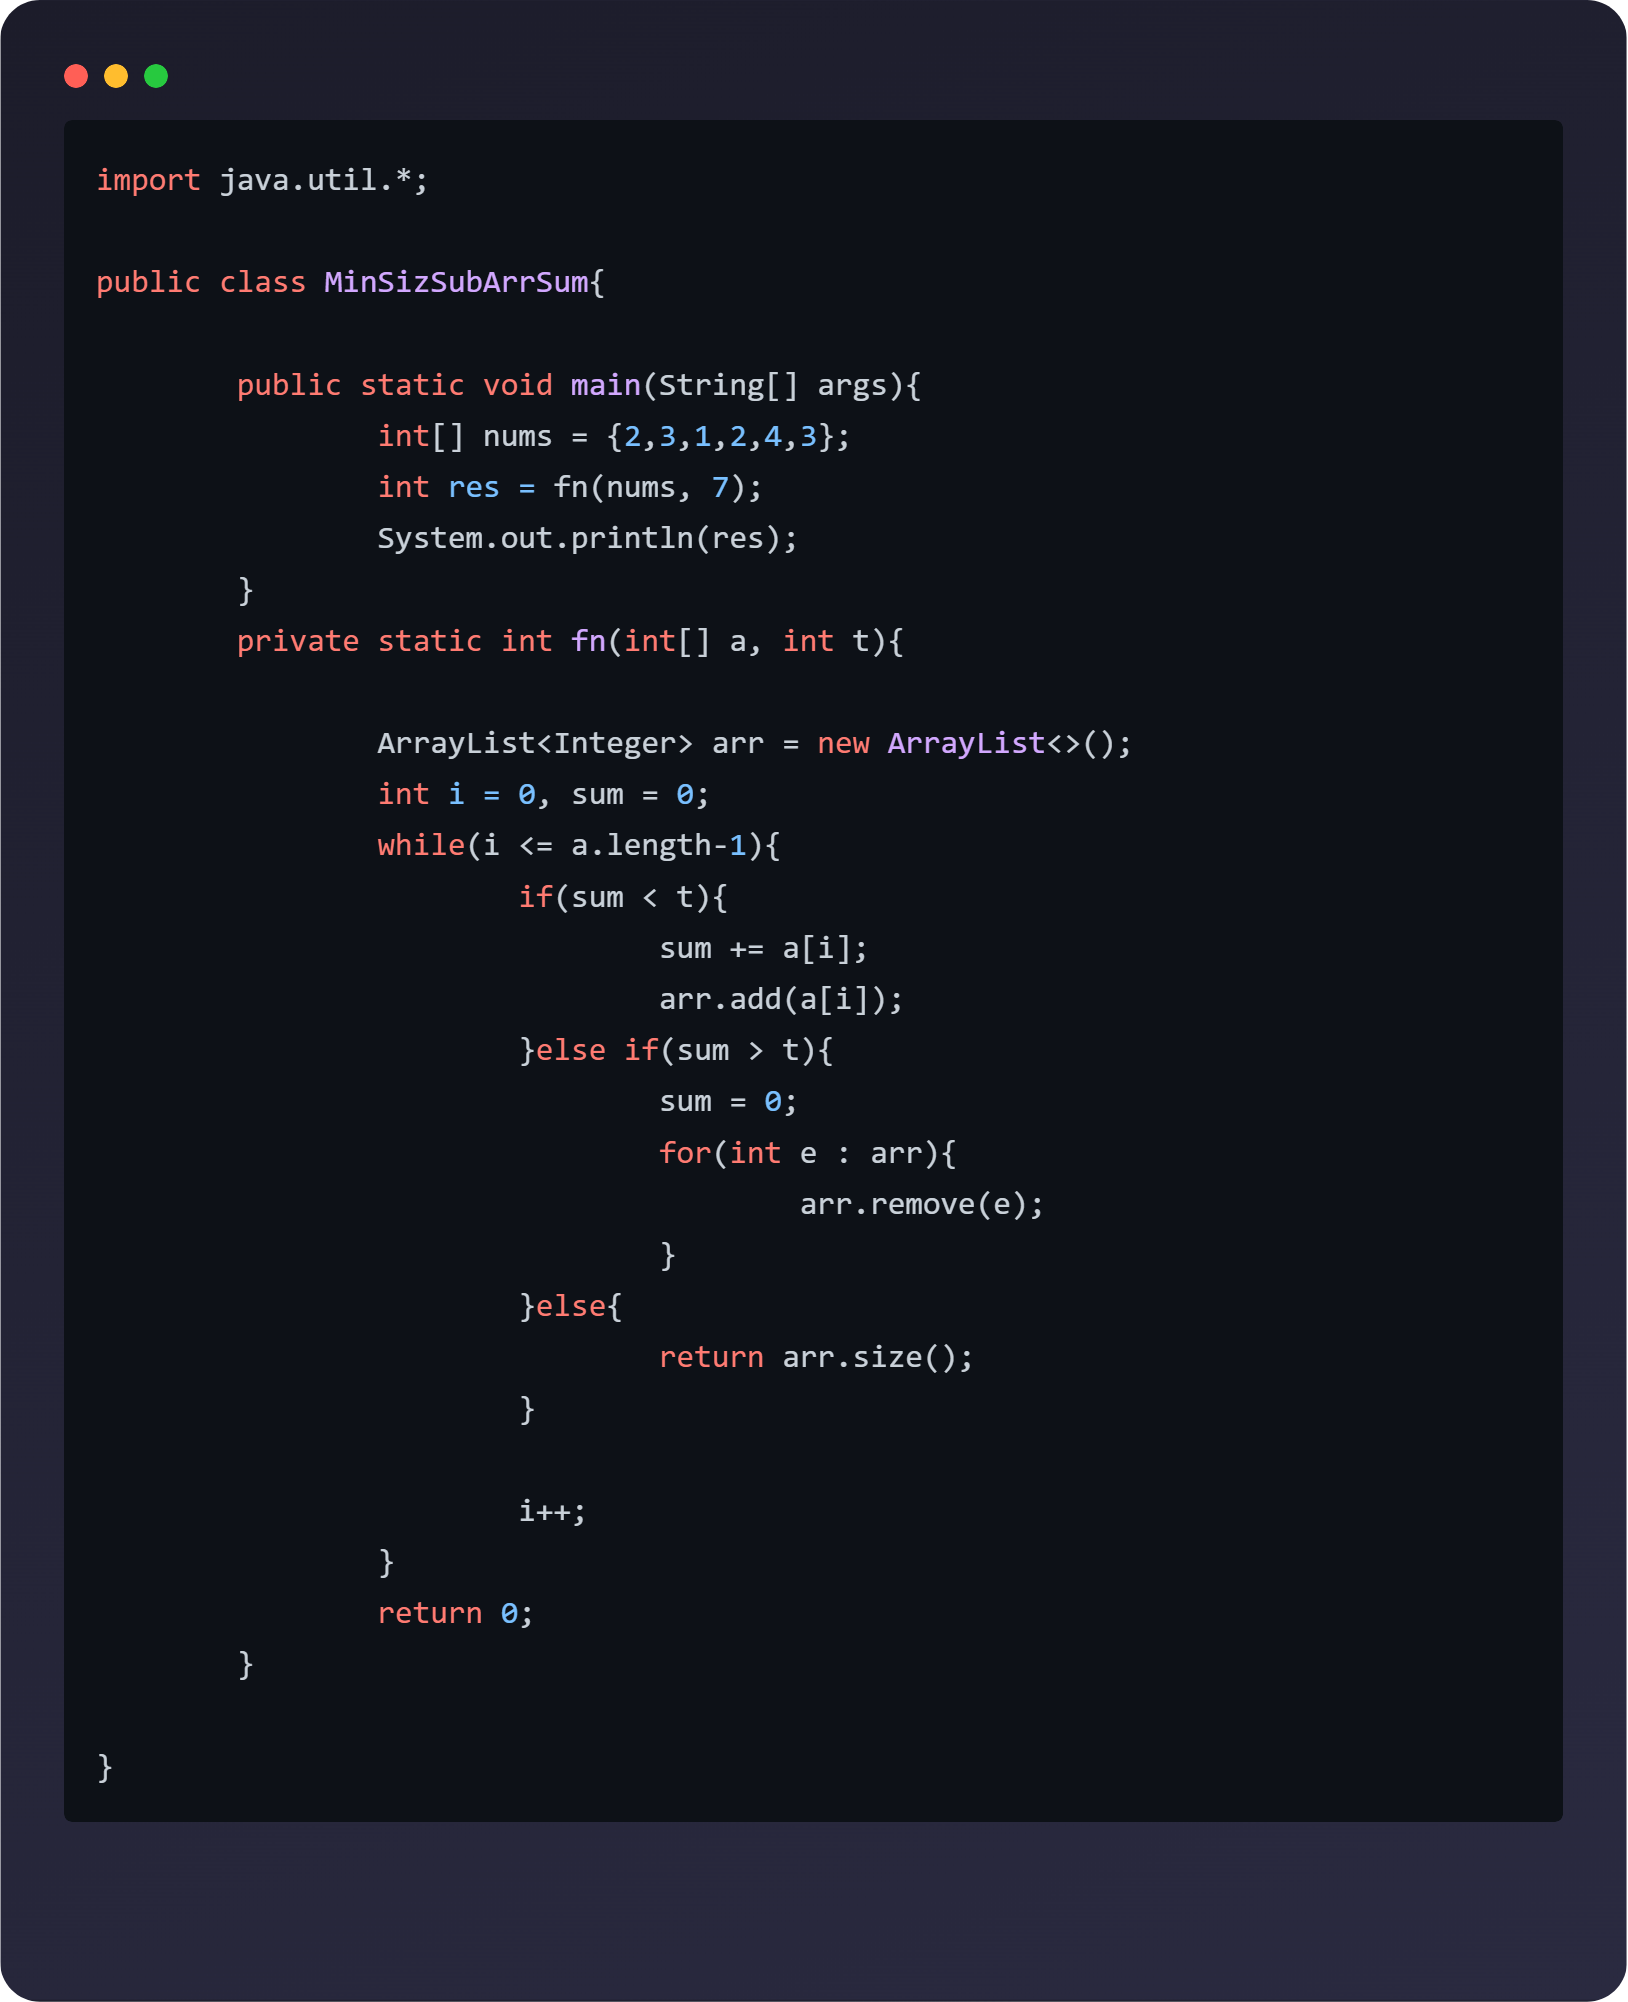 import java.util.*;
public class MinSizSubArrSum{
public static void main(String[] args){
int[] nums = {2,3,1,2,4,3};
int res = fn(nums, 7);
System.out.println(res);
}
private static int fn(int[] a, int t){
ArrayList<Integer> arr = new ArrayList<>();
int i = 0, sum = 0;
while(i <= a.length-1){
if(sum < t){
sum += a[i];
arr.add(a[i]);
}else if(sum > t){
sum = 0;
for(int e : arr){
arr.remove(e);
}
}else{
return arr.size();
}
i++;
}
return 0;
}
}